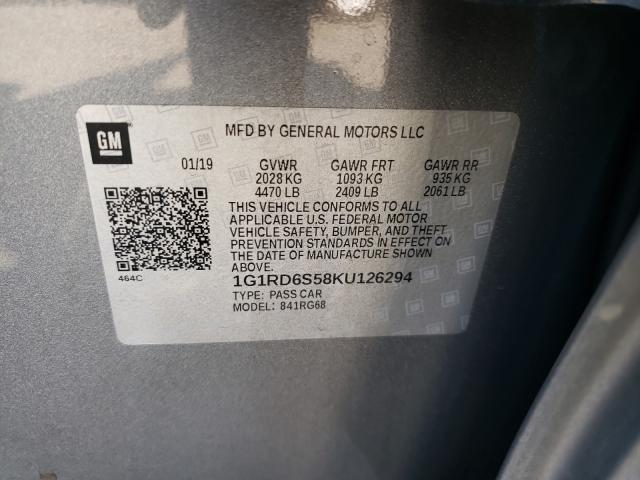 GM
MFD BY GENERAL MOTORS LLC
01/19 GVWR GAWR FRT GAWR RR
2028 KG 1093 KG 935 KG
4470 LB 2409 LB 2061 LB
THIS VEHICLE CONFORMS TO ALL
APPLICABLE U.S. FEDERAL MOTOR
VEHICLE SAFETY, BUMPER, AND THEFT
PREVENTION STANDARDS IN EFFECT ON
THE DATE OF MANUFACTURE SHOWN
ABOVE.
464C
1G1RD6S58KU126294
TYPE: PASS CAR
MODEL: 841RG68